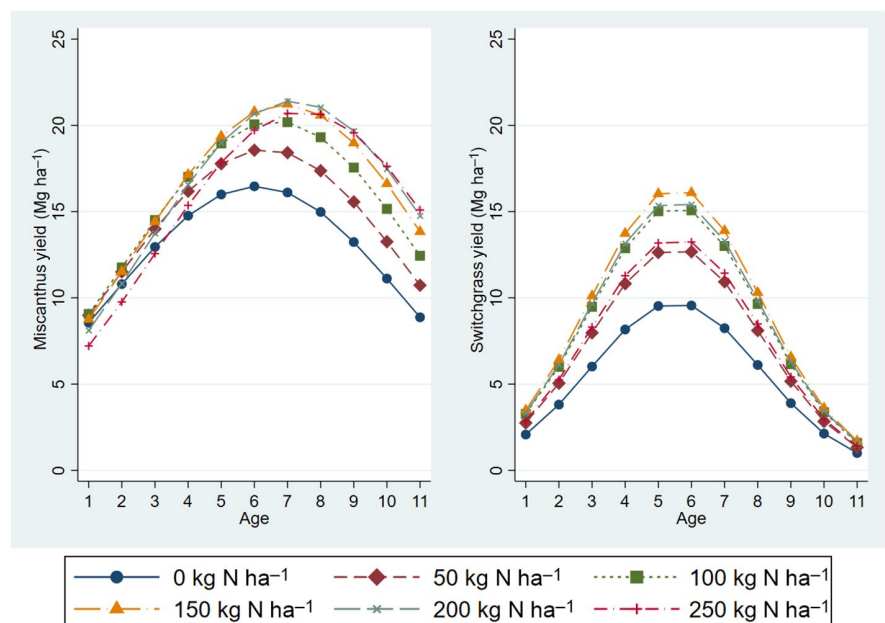 Miscanthus yield (Mg ha–1)
25
20
15
10
5
0
1 2 3 4 5 6 7 8 9 10 11
Age
Switchgrass yield (Mg ha–1)
25
20
15
10
5
0
1 2 3 4 5 6 7 8 9 10 11
Age
0 kg N ha–1 50 kg N ha–1 100 kg N ha–1
150 kg N ha–1 200 kg N ha–1 250 kg N ha–1